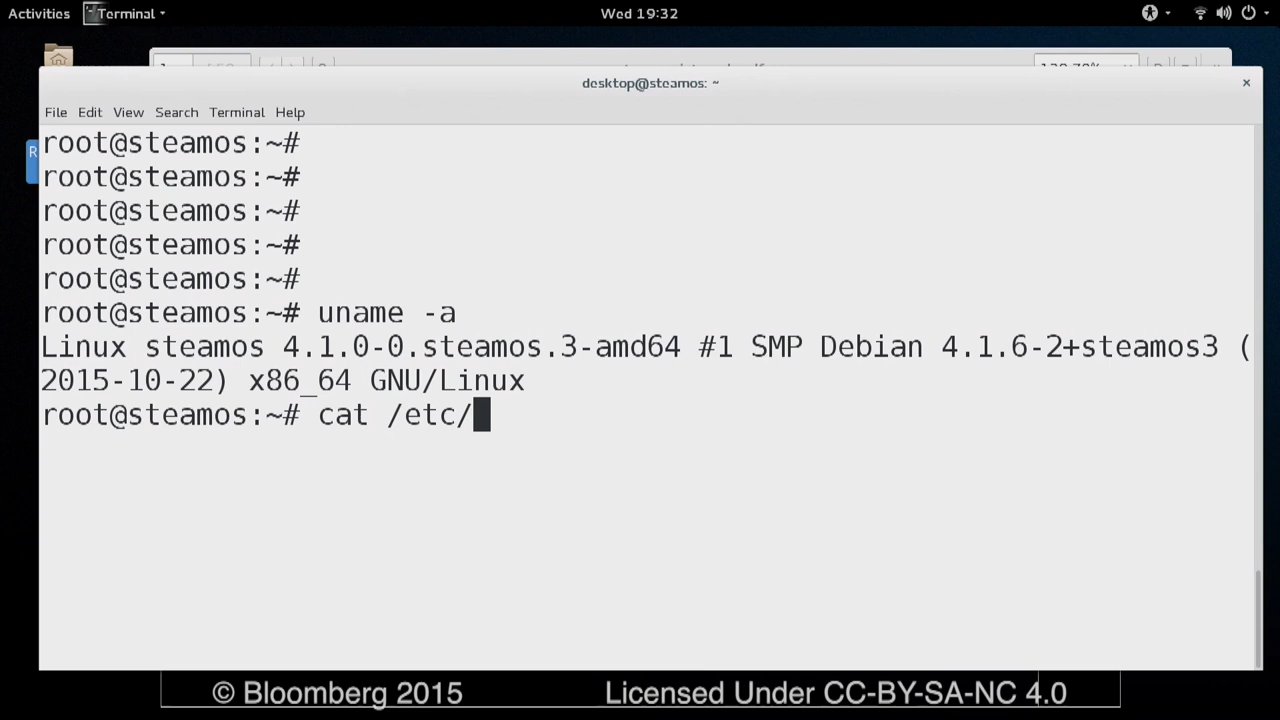 Activities Terminal Wed 19:32
desktop@steamos: ~ ×
File Edit View Search Terminal Help
root@steamos:~#
root@steamos:~#
root@steamos:~#
root@steamos:~#
root@steamos:~#
root@steamos:~# uname -a
Linux steamos 4.1.0-0.steamos.3-amd64 #1 SMP Debian 4.1.6-2+steamos3 (
2015-10-22) x86_64 GNU/Linux
root@steamos:~# cat /etc/
R
© Bloomberg 2015 Licensed Under CC-BY-SA-NC 4.0